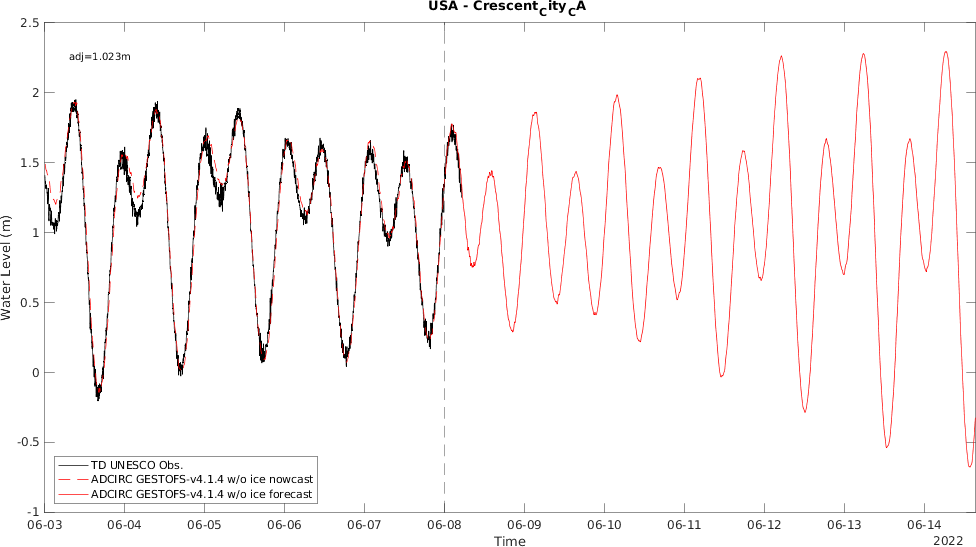 USA - Crescent_City_CA
adj=1.023m
2.5
2
1.5
1
0.5
0
-0.5
-1
Water Level (m)
TD UNESCO Obs.
ADCIRC GESTOFS-v4.1.4 w/o ice nowcast
ADCIRC GESTOFS-v4.1.4 w/o ice forecast
06-03 06-04 06-05 06-06 06-07 06-08 06-09 06-10 06-11 06-12 06-13 06-14
Time
2022